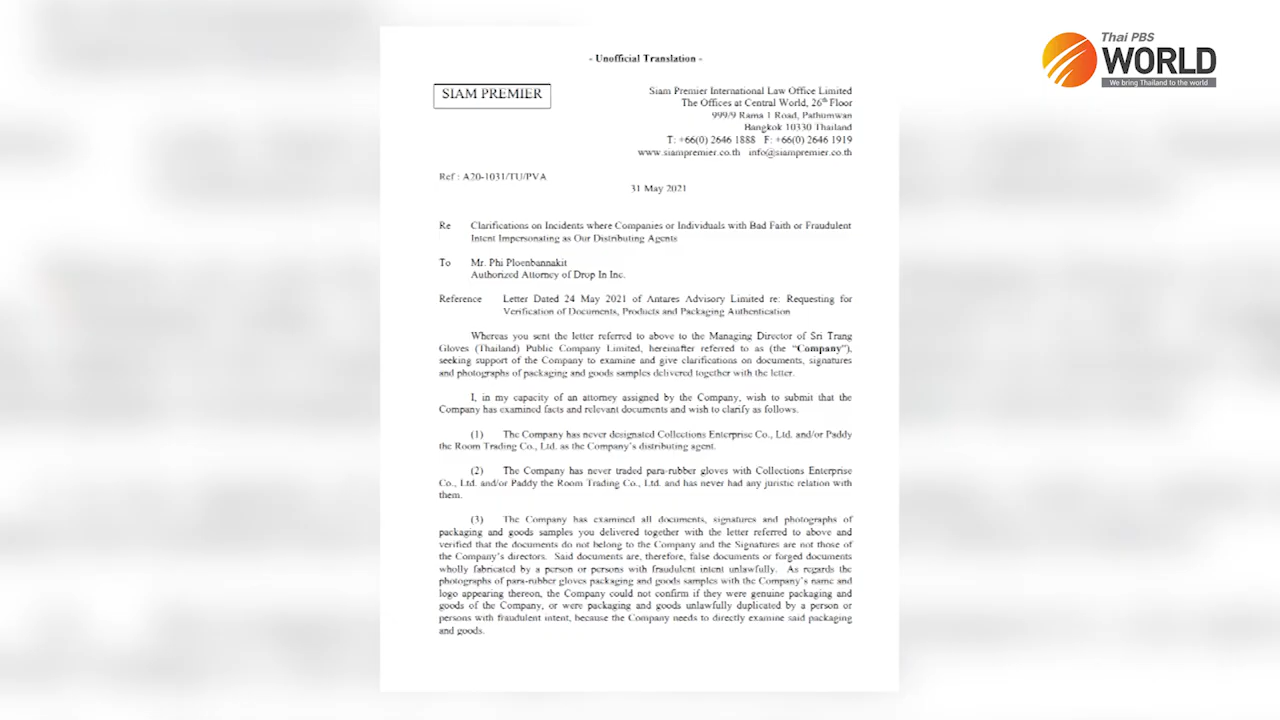 Thai PBS
WORLD
We bring Thailand to the world
- Unofficial Translation -
SIAM PREMIER
Siam Premier International Law Office Limited
The Offices at Central World, 26th Floor
999/9 Rama 1 Road, Pathumwan
Bangkok 10330 Thailand
T: +66(0) 2646 1888 F: +66(0) 2646 1919
www.siampremier.co.th info@siampremier.co.th
Ref : A20-1031/TU/PVA
31 May 2021
Re Clarifications on Incidents where Companies or Individuals with Bad Faith or Fraudulent
Intent Impersonating as Our Distributing Agents
To Mr. Phi Ploenbannakit
Authorized Attorney of Drop In Inc.
Reference Letter Dated 24 May 2021 of Antares Advisory Limited re: Requesting for
Verification of Documents, Products and Packaging Authentication
Whereas you sent the letter referred to above to the Managing Director of Sri Trang
Gloves (Thailand) Public Company Limited, hereinafter referred to as (the “Company”),
seeking support of the Company to examine and give clarifications on documents, signatures
and photographs of packaging and goods samples delivered together with the letter.
I, in my capacity of an attorney assigned by the Company, wish to submit that the
Company has examined facts and relevant documents and wish to clarify as follows.
(1) The Company has never designated Collections Enterprise Co., Ltd. and/or Paddy
the Room Trading Co., Ltd. as the Company’s distributing agent.
(2) The Company has never traded para-rubber gloves with Collections Enterprise
Co., Ltd. and/or Paddy the Room Trading Co., Ltd. and has never had any juristic relation with
them.
(3) The Company has examined all documents, signatures and photographs of
packaging and goods samples you delivered together with the letter referred to above and
verified that the documents do not belong to the Company and the Signatures are not those of
the Company’s directors. Said documents are, therefore, false documents or forged documents
wholly fabricated by a person or persons with fraudulent intent unlawfully. As regards the
photographs of para-rubber gloves packaging and goods samples with the Company’s name and
logo appearing thereon, the Company could not confirm if they were genuine packaging and
goods of the Company, or were packaging and goods unlawfully duplicated by a person or
persons with fraudulent intent, because the Company needs to directly examine said packaging
and goods.